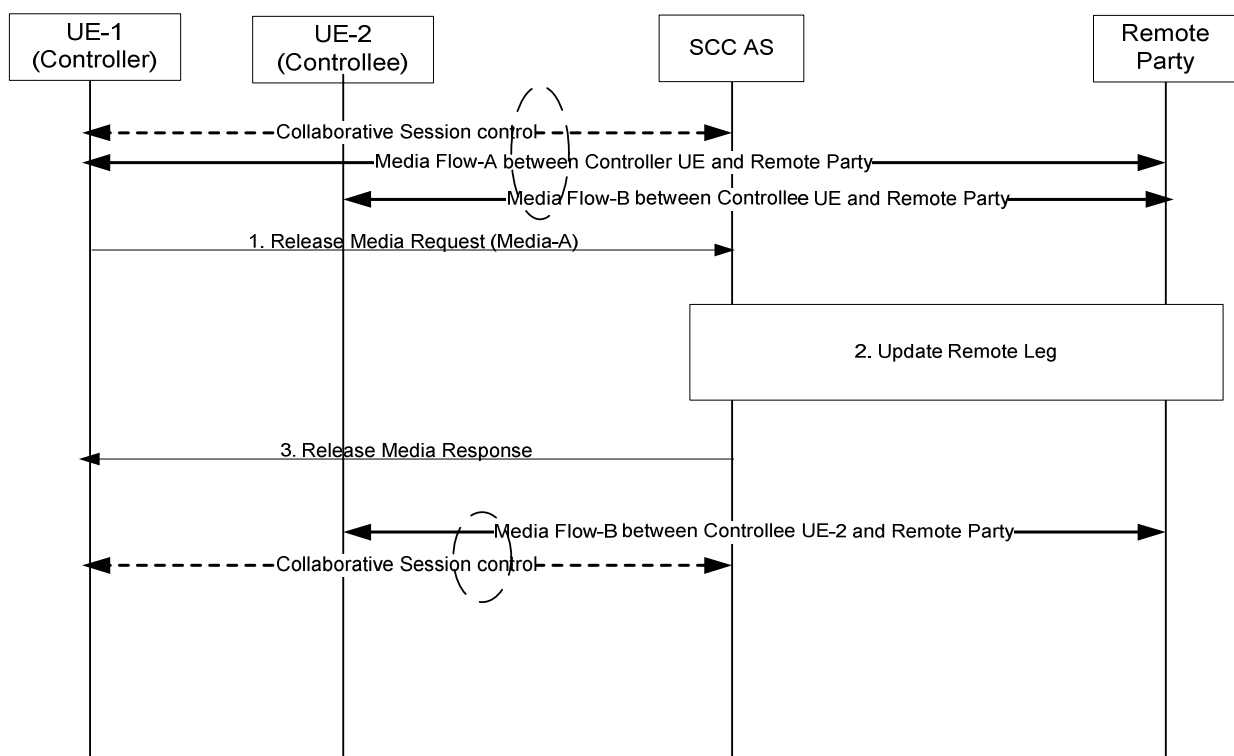 UE-1
(Controller)
UE-2
(Controllee)
SCC AS
Remote
Party
Collaborative Session control
Media Flow-A between Controller UE and Remote Party
Media Flow-B between Controllee UE and Remote Party
1. Release Media Request (Media-A)
2. Update Remote Leg
3. Release Media Response
Media Flow-B between Controllee UE-2 and Remote Party
Collaborative Session control